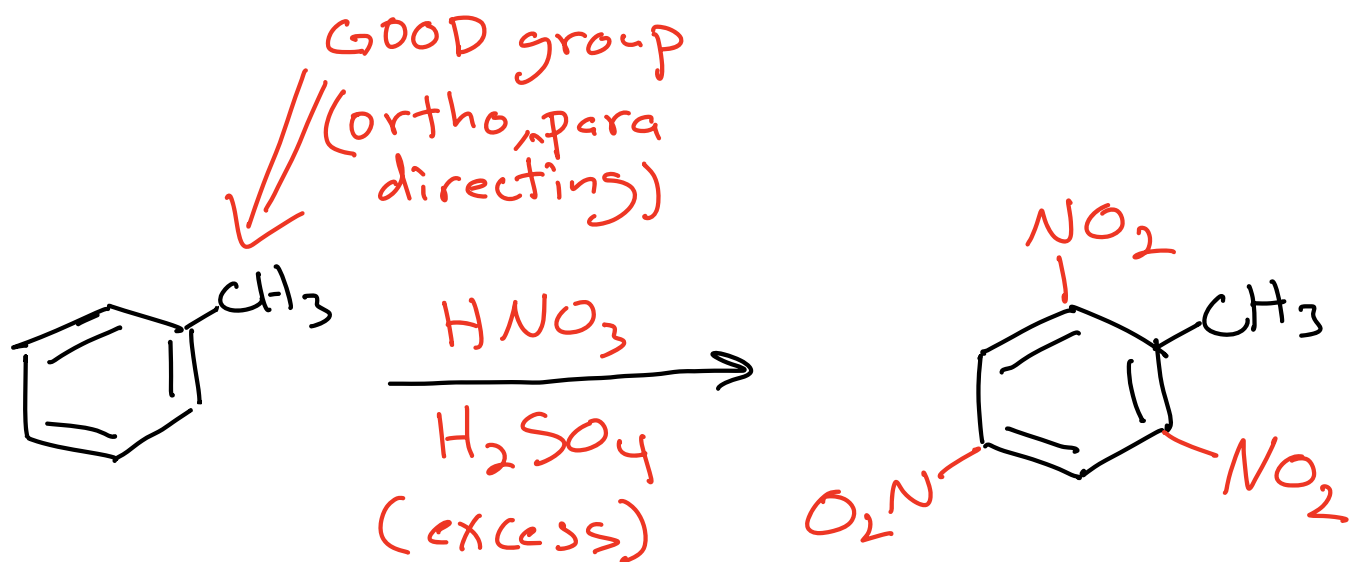 GOOD group
(ortho, para
directing)
CH3
HNO3
H2SO4
(excess)
NO2
CH3
O2N
NO2